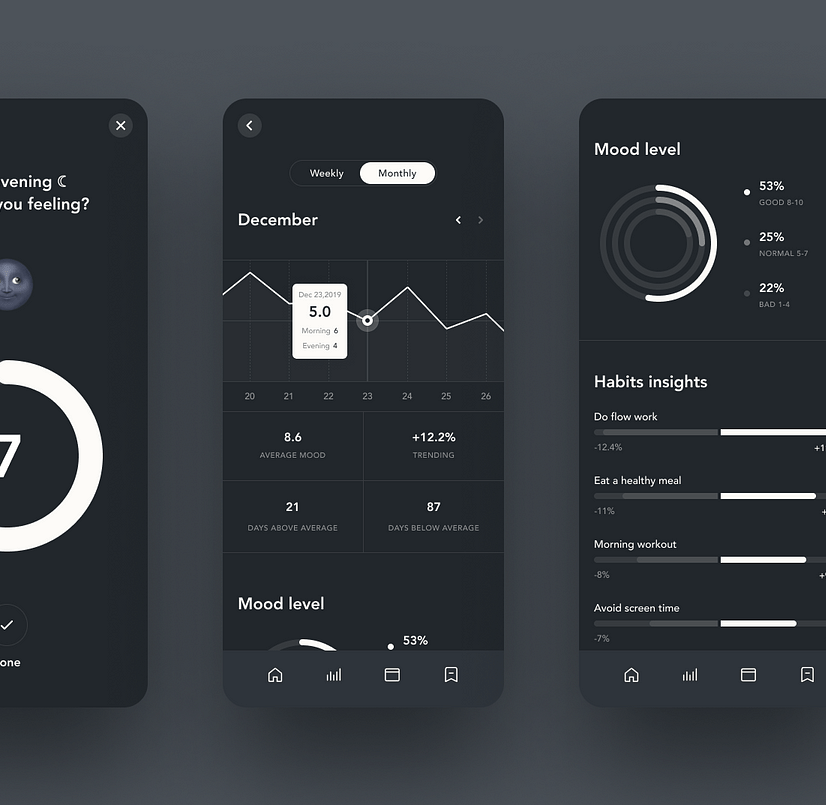 vening ☾
you feeling?
7
one
Weekly Monthly
December
Dec 23,2019
5.0
Morning 6
Evening 4
20 21 22 23 24 25 26
8.6
AVERAGE MOOD
+12.2%
TRENDING
21
DAYS ABOVE AVERAGE
87
DAYS BELOW AVERAGE
Mood level
53%
Mood level
53%
GOOD 8-10
25%
NORMAL 5-7
22%
BAD 1-4
Habits insights
Do flow work
-12.4% +1
Eat a healthy meal
-11% +
Morning workout
-8% +
Avoid screen time
-7%